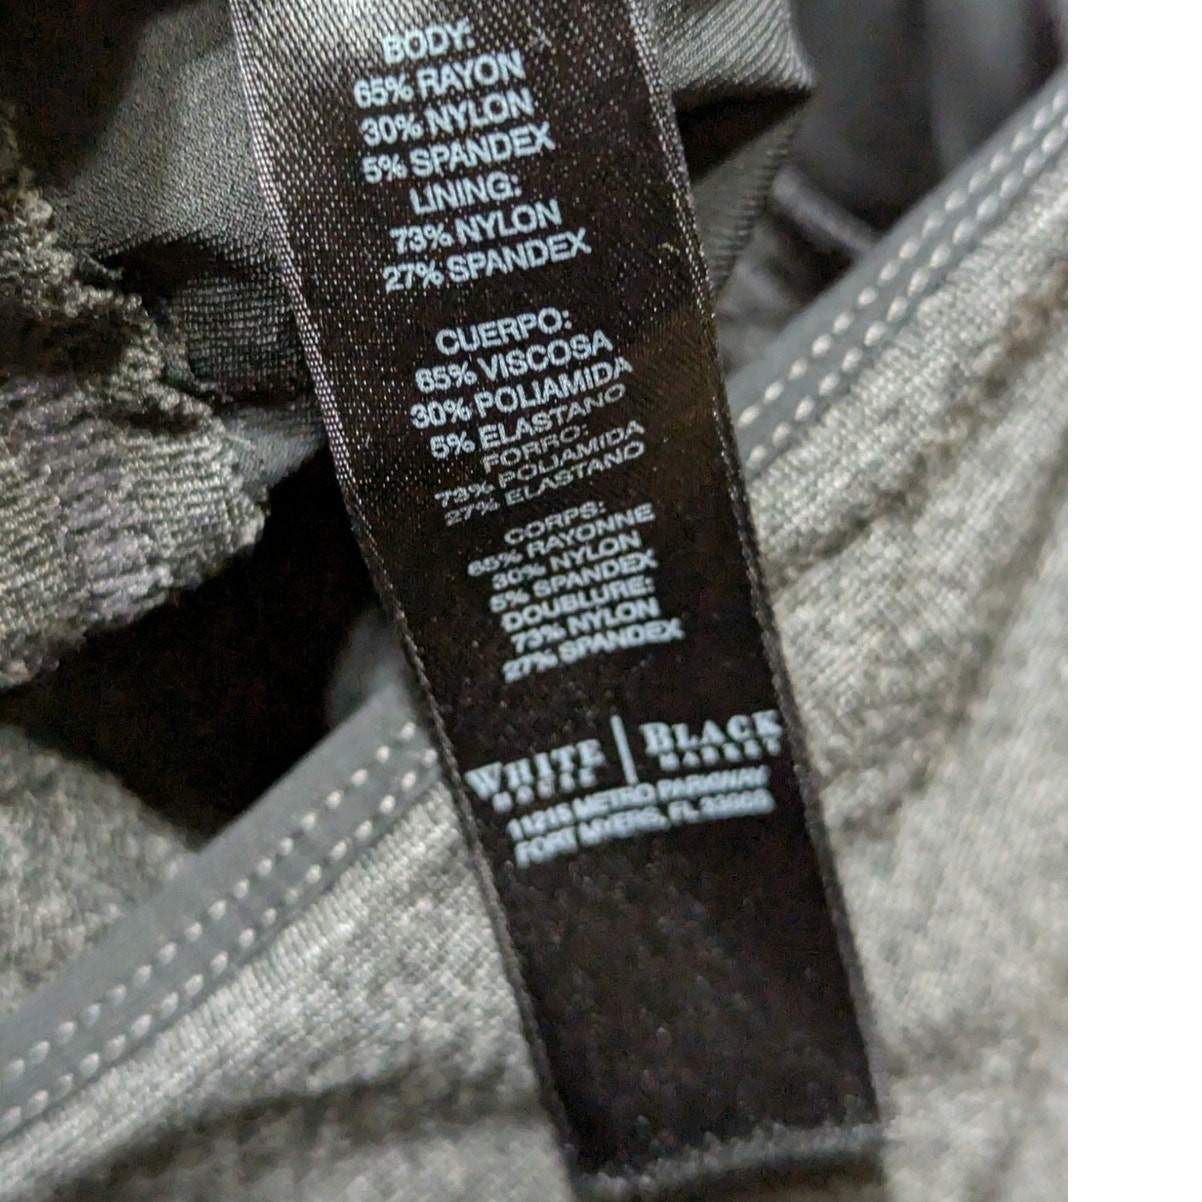 BODY:
65% RAYON
30% NYLON
5% SPANDEX
LINING:
73% NYLON
27% SPANDEX
CUERPO:
65% VISCOSA
30% POLIAMIDA
5% ELASTANO
FORRO:
73% POLIAMIDA
27% ELASTANO
CORPS:
65% RAYONNE
30% NYLON
5% SPANDEX
DOUBLURE:
73% NYLON
27% SPANDEX
WHITE | BLACK
HOUSE MARKET
11215 METRO PARKWAY
FORT MYERS, FL